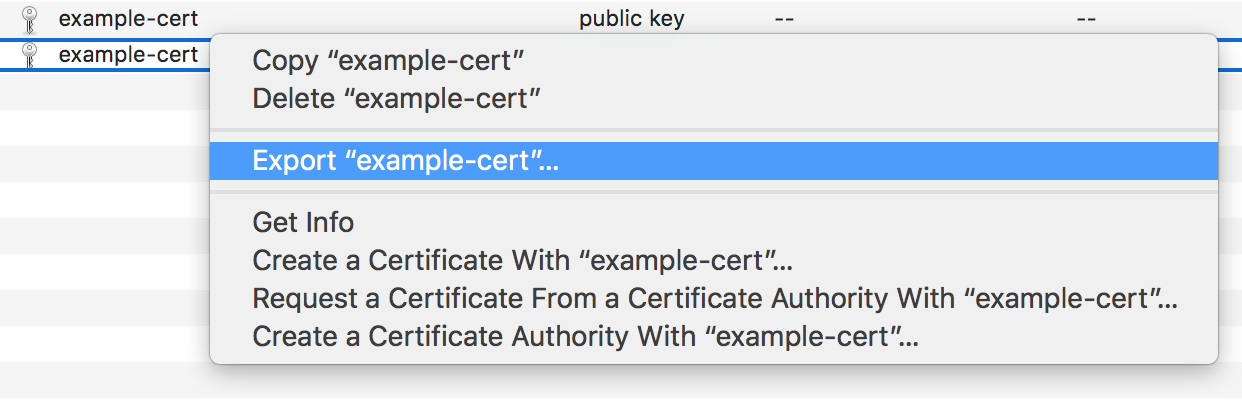 example-cert public key -- --
example-cert
Copy “example-cert”
Delete “example-cert”
Export “example-cert”...
Get Info
Create a Certificate With “example-cert”...
Request a Certificate From a Certificate Authority With “example-cert”...
Create a Certificate Authority With “example-cert”...